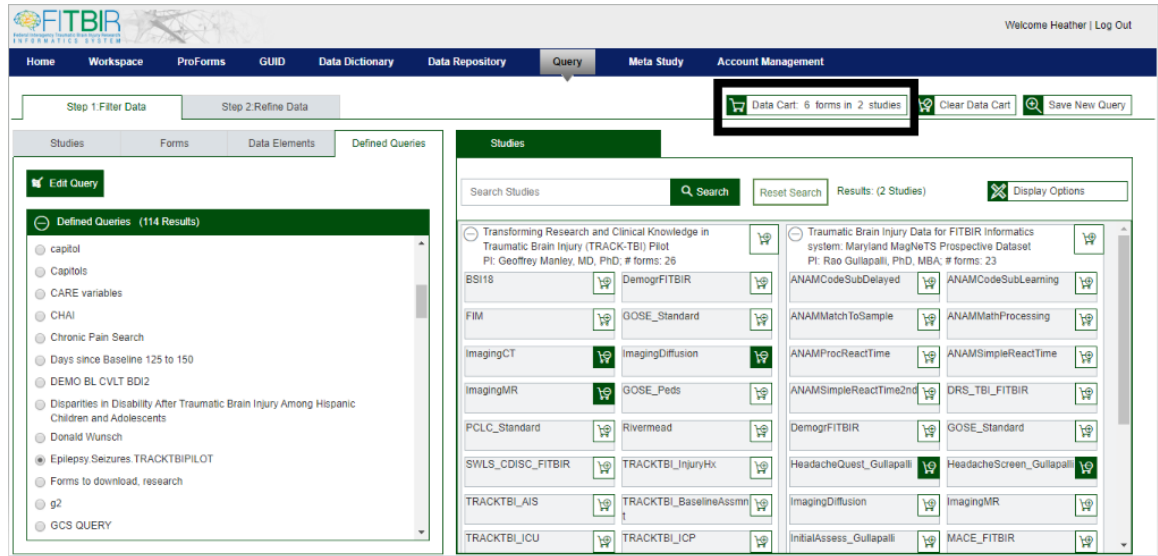 FITBIR
Federal Interagency Traumatic Brain Injury Research
INFORMATICS SYSTEM
Welcome Heather | Log Out
Home Workspace ProForms GUID Data Dictionary Data Repository Query Meta Study Account Management
Step 1:Filter Data Step 2:Refine Data
Data Cart: 6 forms in 2 studies Clear Data Cart Save New Query
Studies Forms Data Elements Defined Queries
Edit Query
Defined Queries (114 Results)
capitol
Capitols
CARE variables
CHAI
Chronic Pain Search
Days since Baseline 125 to 150
DEMO BL CVLT BDI2
Disparities in Disability After Traumatic Brain Injury Among Hispanic
Children and Adolescents
Donald Wunsch
Epilepsy.Seizures.TRACKTBIPILOT
Forms to download, research
g2
GCS QUERY
Studies
Search Studies Search Reset Search Results: (2 Studies) Display Options
Transforming Research and Clinical Knowledge in
Traumatic Brain Injury (TRACK-TBI) Pilot
PI: Geoffrey Manley, MD, PhD; # forms: 26
BSI18 DemogrFITBIR
FIM GOSE_Standard
ImagingCT ImagingDiffusion
ImagingMR GOSE_Peds
PCLC_Standard Rivermead
SWLS_CDISC_FITBIR TRACKTBI_InjuryHx
TRACKTBI_AIS TRACKTBI_BaselineAssmn
t
TRACKTBI_ICU TRACKTBI_ICP
Traumatic Brain Injury Data for FITBIR Informatics
system: Maryland MagNeTS Prospective Dataset
PI: Rao Gullapalli, PhD, MBA; # forms: 23
ANAMCodeSubDelayed ANAMCodeSubLearning
ANAMMatchToSample ANAMMathProcessing
ANAMProcReactTime ANAMSimpleReactTime
ANAMSimpleReactTime2nd DRS_TBI_FITBIR
DemogrFITBIR GOSE_Standard
HeadacheQuest_Gullapalli HeadacheScreen_Gullapalli
ImagingDiffusion ImagingMR
InitialAssess_Gullapalli MACE_FITBIR